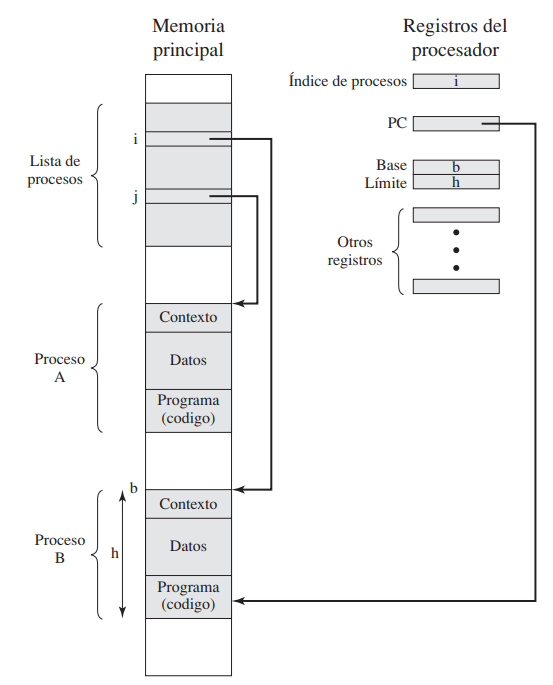 Memoria
principal
Registros del
procesador
Índice de procesos
i
PC
Base
b
Límite
h
Otros
registros
Lista de
procesos
i
j
Proceso
A
Contexto
Datos
Programa
(codigo)
b
Proceso
B
h
Contexto
Datos
Programa
(codigo)